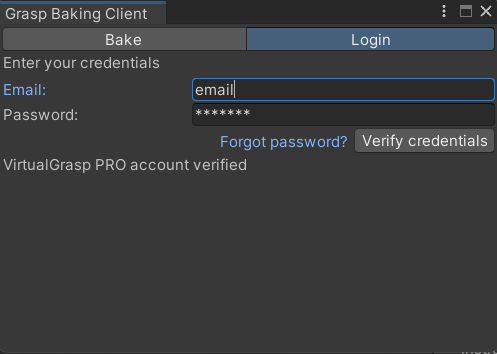 Grasp Baking Client
Bake Login
Enter your credentials
Email: email
Password: *******
Forgot password? Verify credentials
VirtualGrasp PRO account verified